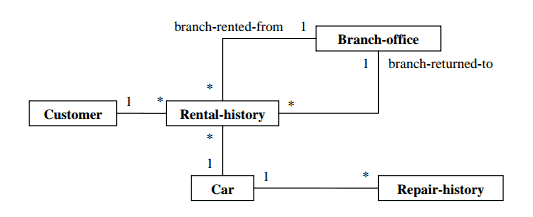 branch-rented-from 1
Branch-office
1 branch-returned-to
*
Customer 1 * Rental-history *
*
1
Car 1 * Repair-history